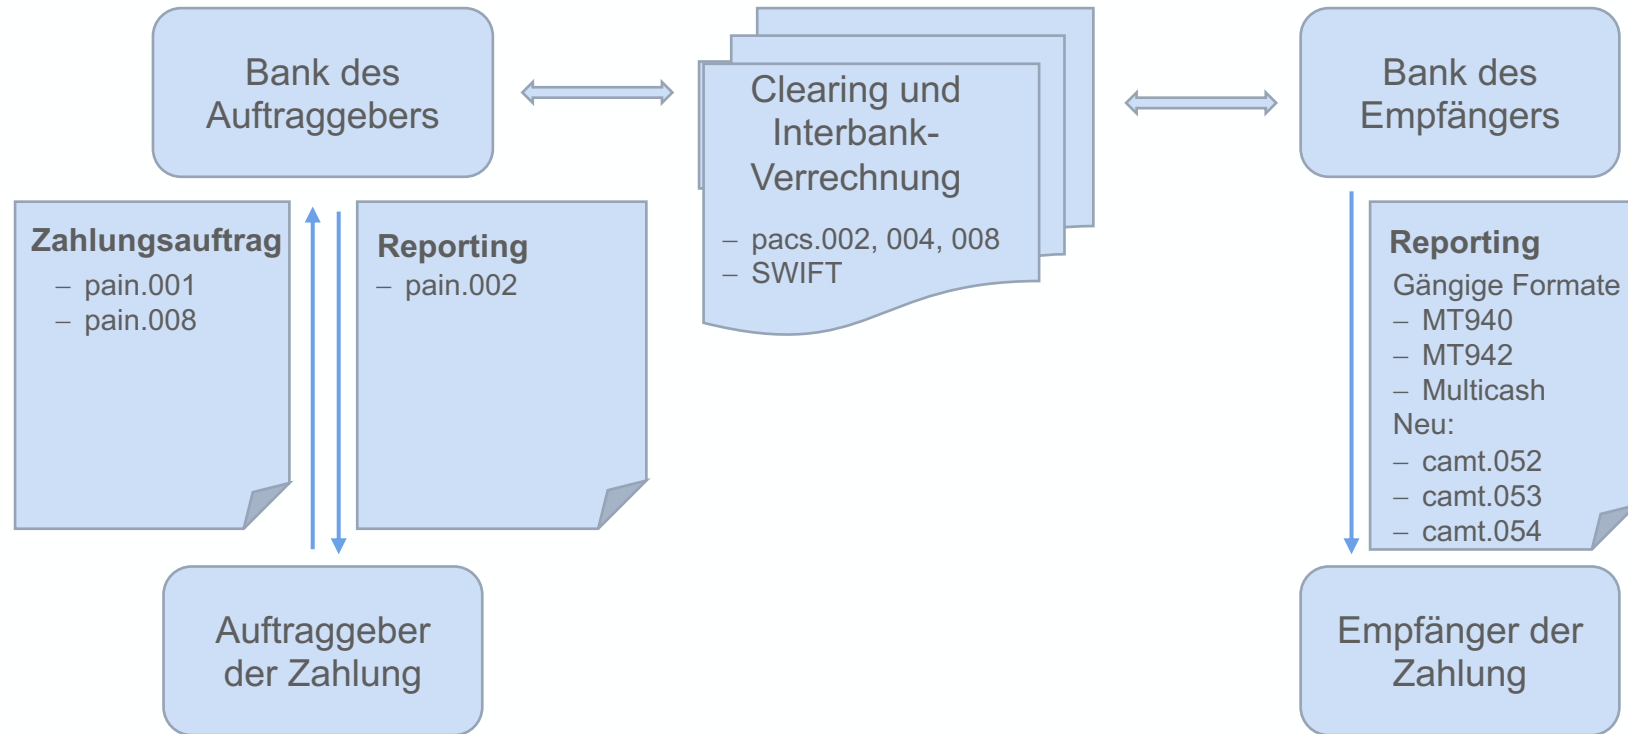 Bank des
Auftraggebers
Clearing und
Interbank-
Verrechnung
– pacs.002, 004, 008
– SWIFT
Bank des
Empfängers
Zahlungsauftrag
– pain.001
– pain.008
Reporting
– pain.002
Reporting
Gängige Formate
– MT940
– MT942
– Multicash
Neu:
– camt.052
– camt.053
– camt.054
Auftraggeber
der Zahlung
Empfänger der
Zahlung